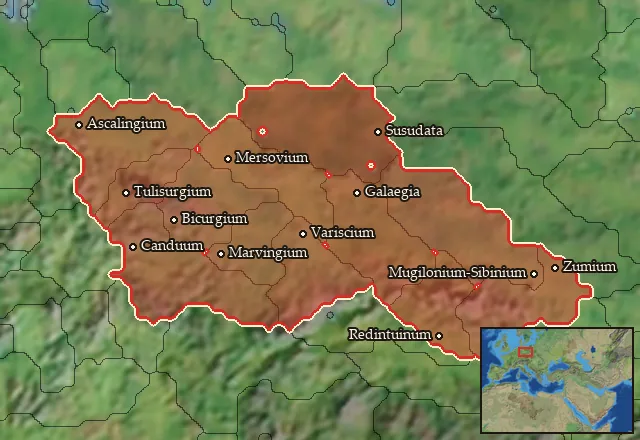 Ascalingium
Susudata
Mersovium
Tulisurgium
Galaegia
Bicurgium
Variscium
Canduum
Marvingium
Mugilonium-Sibinium
Zumium
Redintuinum